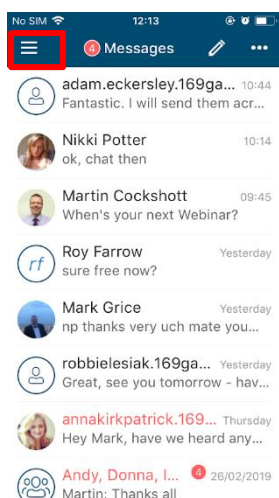 No SIM 12:13
4 Messages
adam.eckersley.169ga... 10:44
Fantastic. I will send them acr...
Nikki Potter 10:14
ok, chat then
Martin Cockshott 09:45
When's your next Webinar?
rf Roy Farrow Yesterday
sure free now?
Mark Grice Yesterday
np thanks very uch mate you...
robbielesiak.169ga... Yesterday
Great, see you tomorrow - hav...
annakirkpatrick.169... Thursday
Hey Mark, have we heard any...
Andy, Donna, I... 4 26/02/2019
Martin: Thanks all